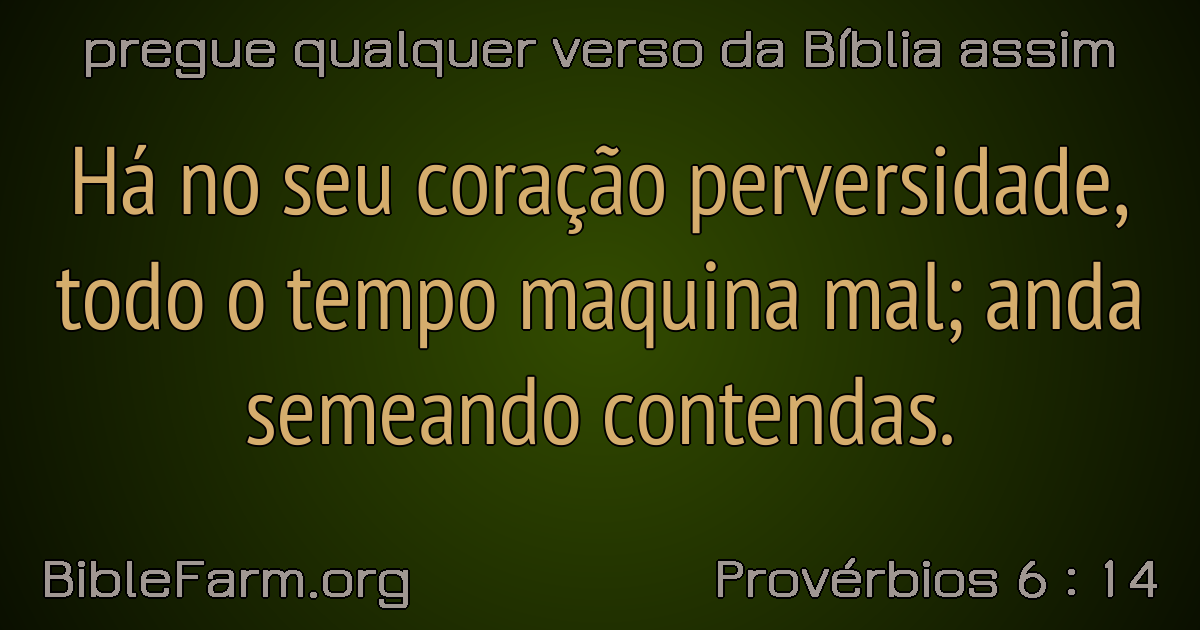 pregue qualquer verso da Bíblia assim
Há no seu coração perversidade,
todo o tempo maquina mal; anda
semeando contendas.
BibleFarm.org
Provérbios 6 : 14